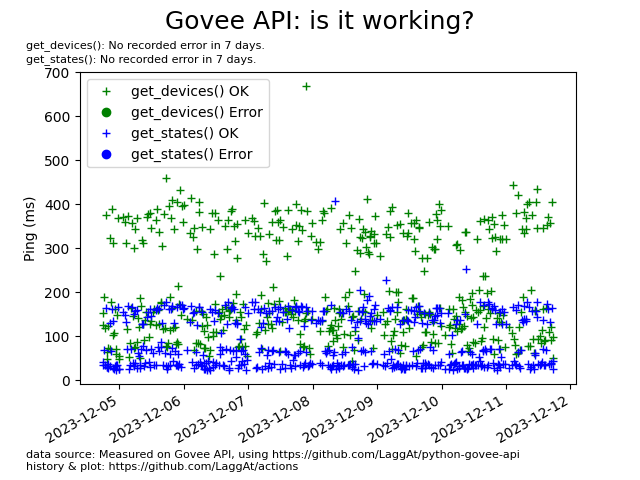 Govee API: is it working?
get_devices(): No recorded error in 7 days.
get_states(): No recorded error in 7 days.
700
600
500
400
300
200
100
0
Ping (ms)
get_devices() OK
get_devices() Error
get_states() OK
get_states() Error
2023-12-05
2023-12-06
2023-12-07
2023-12-08
2023-12-09
2023-12-10
2023-12-11
2023-12-12
data source: Measured on Govee API, using https://github.com/LaggAt/python-govee-api
history & plot: https://github.com/LaggAt/actions